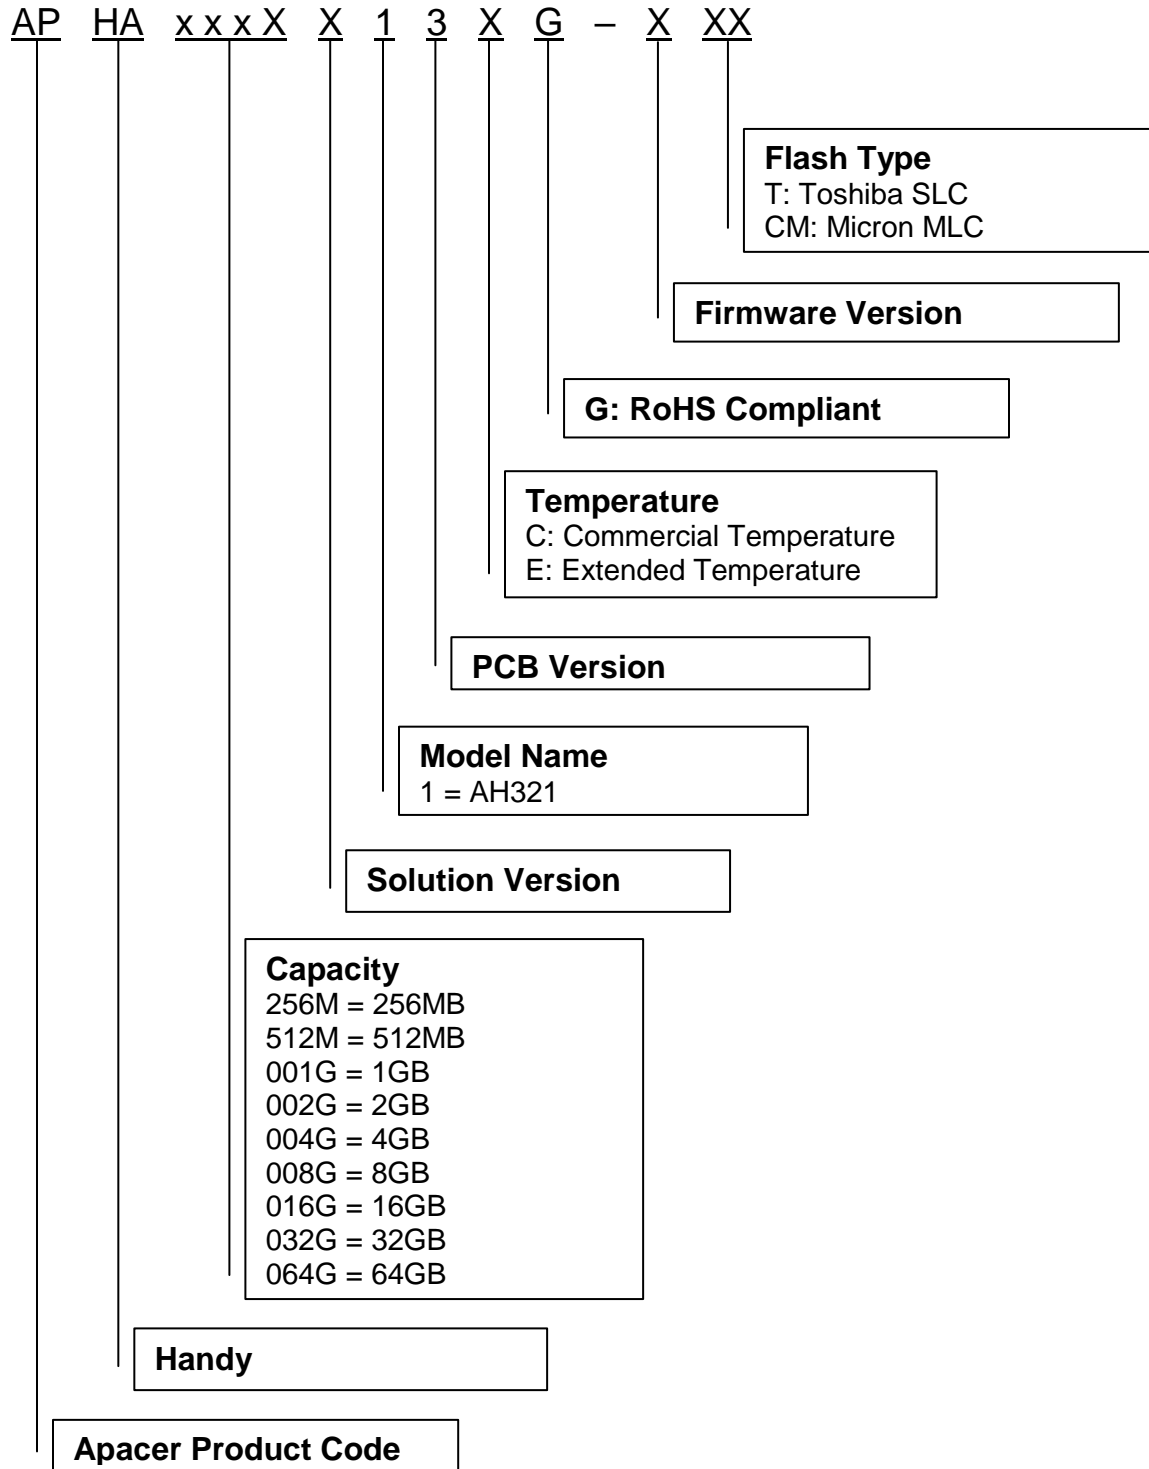 AP HA x x x X X 1 3 X G – X XX
Flash Type
T: Toshiba SLC
CM: Micron MLC
Firmware Version
G: RoHS Compliant
Temperature
C: Commercial Temperature
E: Extended Temperature
PCB Version
Model Name
1 = AH321
Solution Version
Capacity
256M = 256MB
512M = 512MB
001G = 1GB
002G = 2GB
004G = 4GB
008G = 8GB
016G = 16GB
032G = 32GB
064G = 64GB
Handy
Apacer Product Code